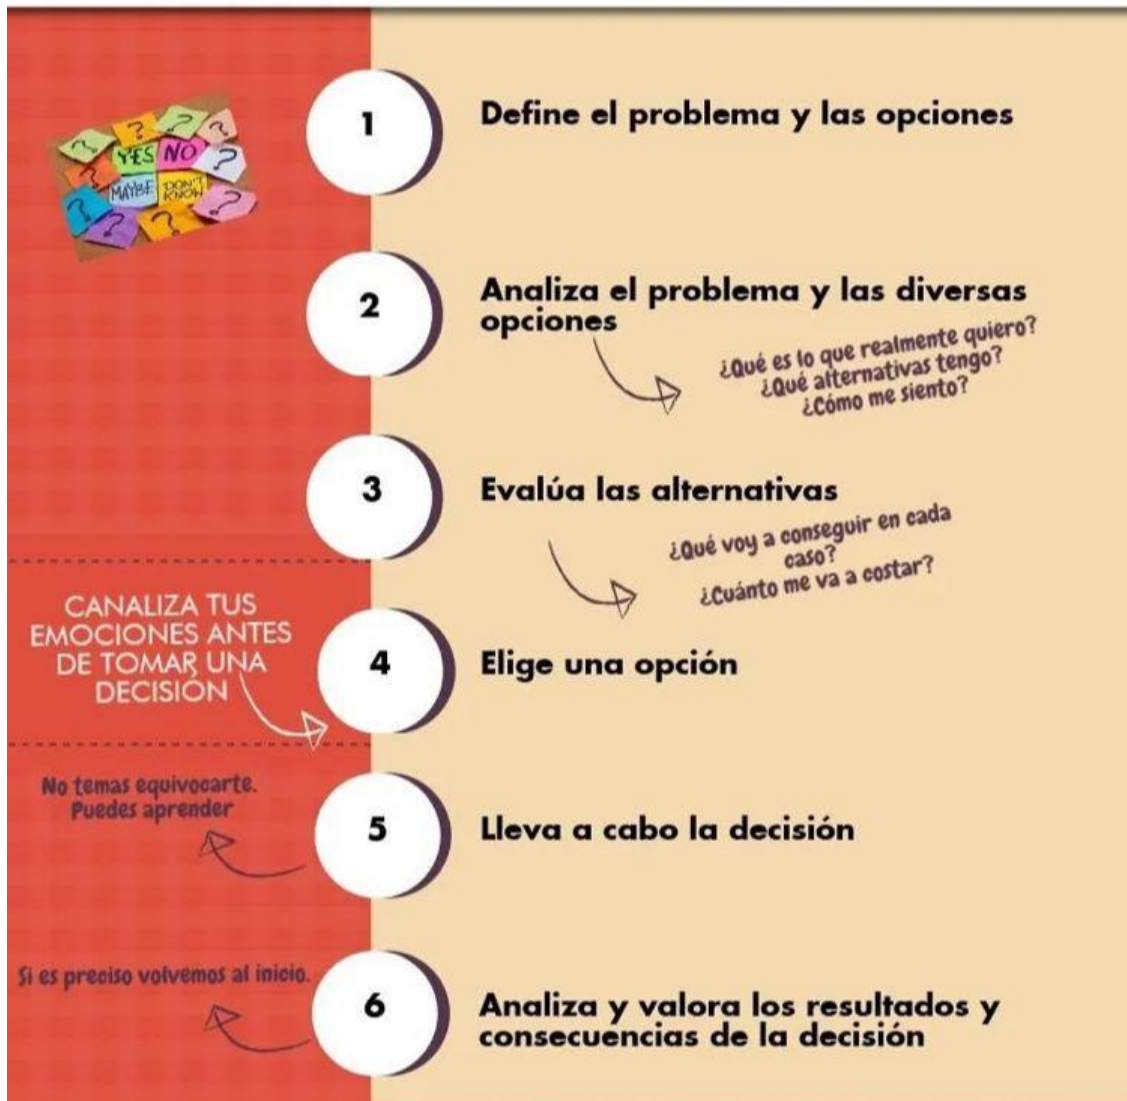 ?
?
?
?
YES
NO
?
?
MAYBE
DON'T
KNOW
?
?
?
?
1
Define el problema y las opciones
2
Analiza el problema y las diversas
opciones
¿Qué es lo que realmente quiero?
¿Qué alternativas tengo?
¿Cómo me siento?
3
Evalúa las alternativas
¿Qué voy a conseguir en cada
caso?
¿Cuánto me va a costar?
CANALIZA TUS
EMOCIONES ANTES
DE TOMAR UNA
DECISIÓN
4
Elige una opción
No temas equivocarte.
Puedes aprender
5
Lleva a cabo la decisión
Si es preciso volvemos al inicio.
6
Analiza y valora los resultados y
consecuencias de la decisión